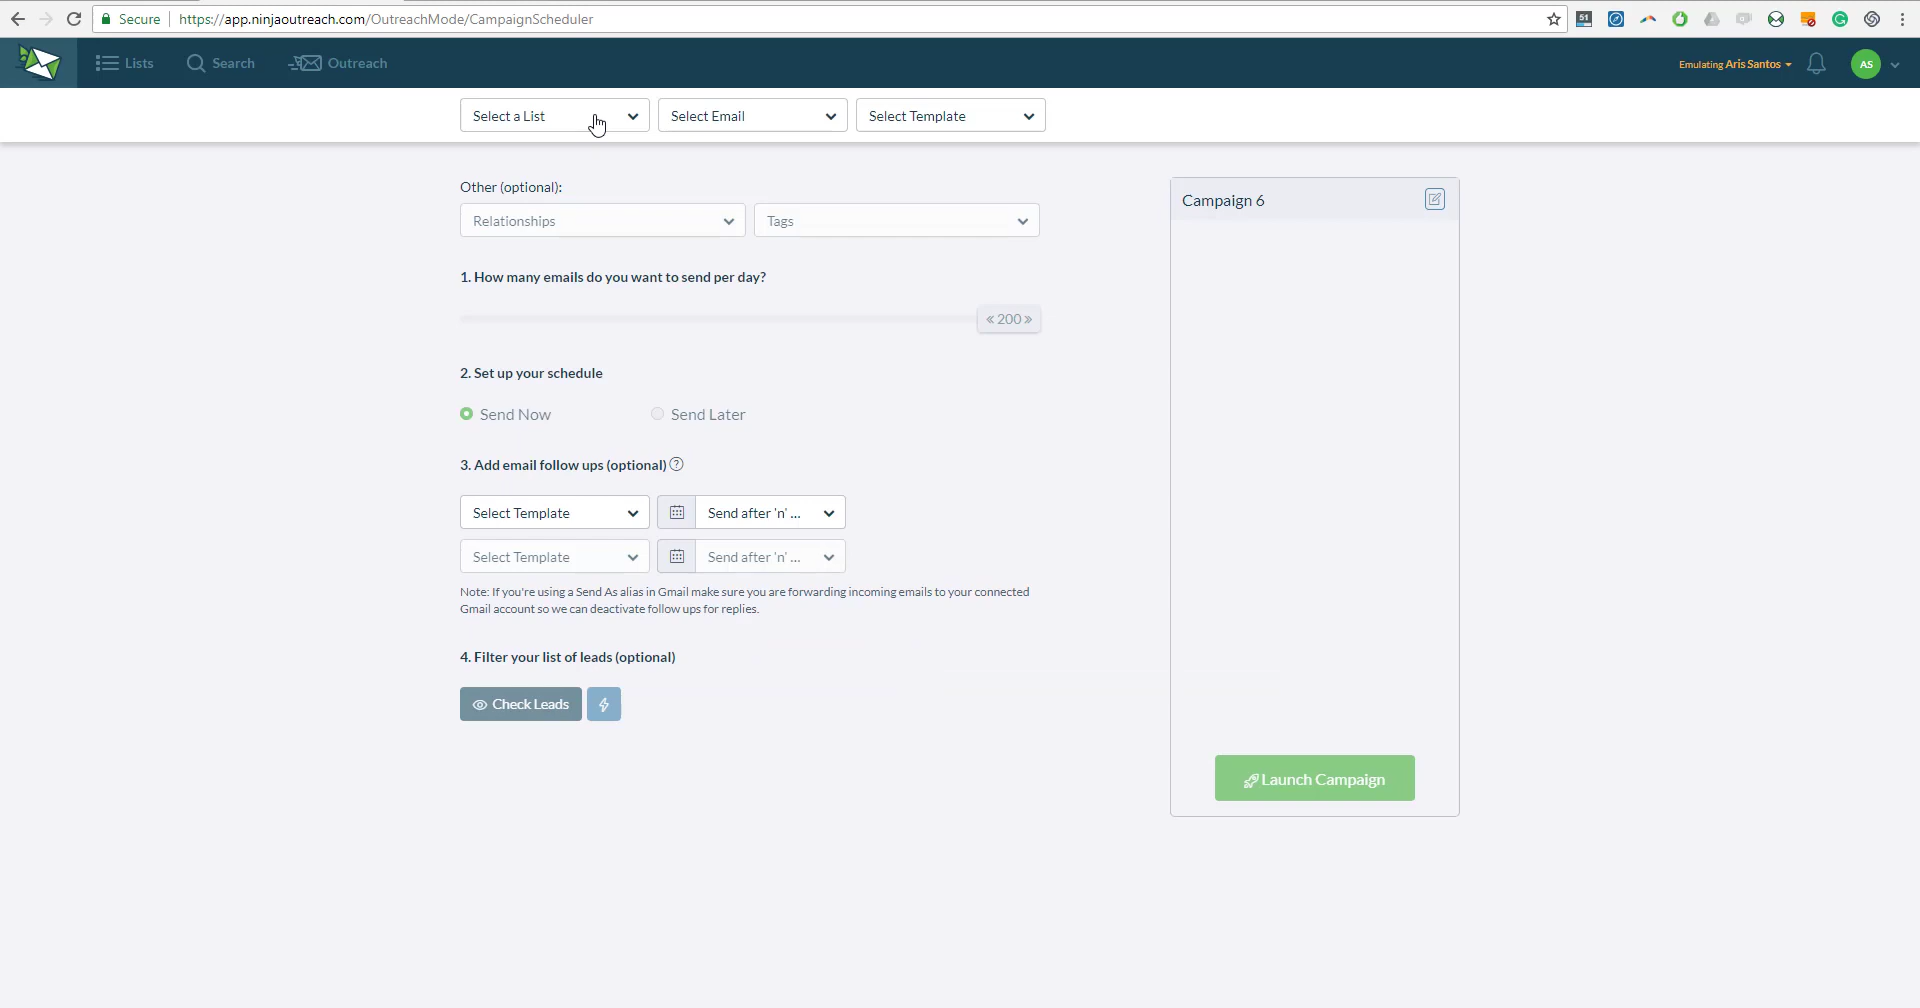 Secure
https://app.ninjaoutreach.com/OutreachMode/CampaignScheduler
51
Lists
Search
Outreach
Emulating Aris Santos
AS
Select a List
Select Email
Select Template
Other (optional):
Relationships
Tags
Campaign 6
1. How many emails do you want to send per day?
« 200 »
2. Set up your schedule
Send Now
Send Later
3. Add email follow ups (optional) ?
Select Template
Send after 'n' ...
Select Template
Send after 'n' ...
Note: If you're using a Send As alias in Gmail make sure you are forwarding incoming emails to your connected
Gmail account so we can deactivate follow ups for replies.
4. Filter your list of leads (optional)
Check Leads
Launch Campaign